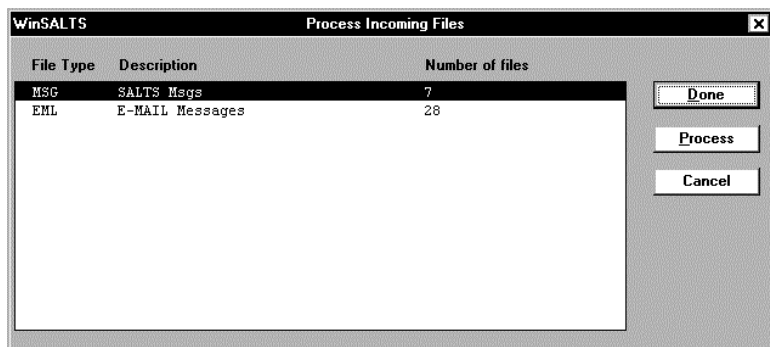 WinSALTS Process Incoming Files
File Type Description Number of files
MSG SALTS Msgs 7
EML E-MAIL Messages 28
Done
Process
Cancel